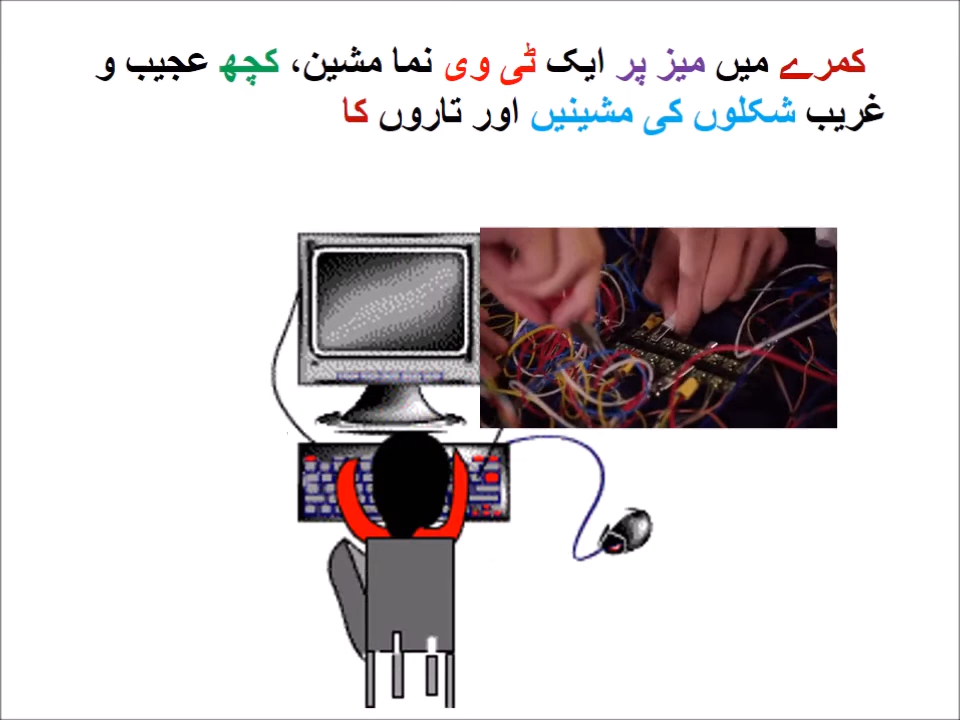 کمرے میں میز پر ایک ٹی وی نما مشین، کچھ عجیب و
غریب شکلوں کی مشینیں اور تاروں کا